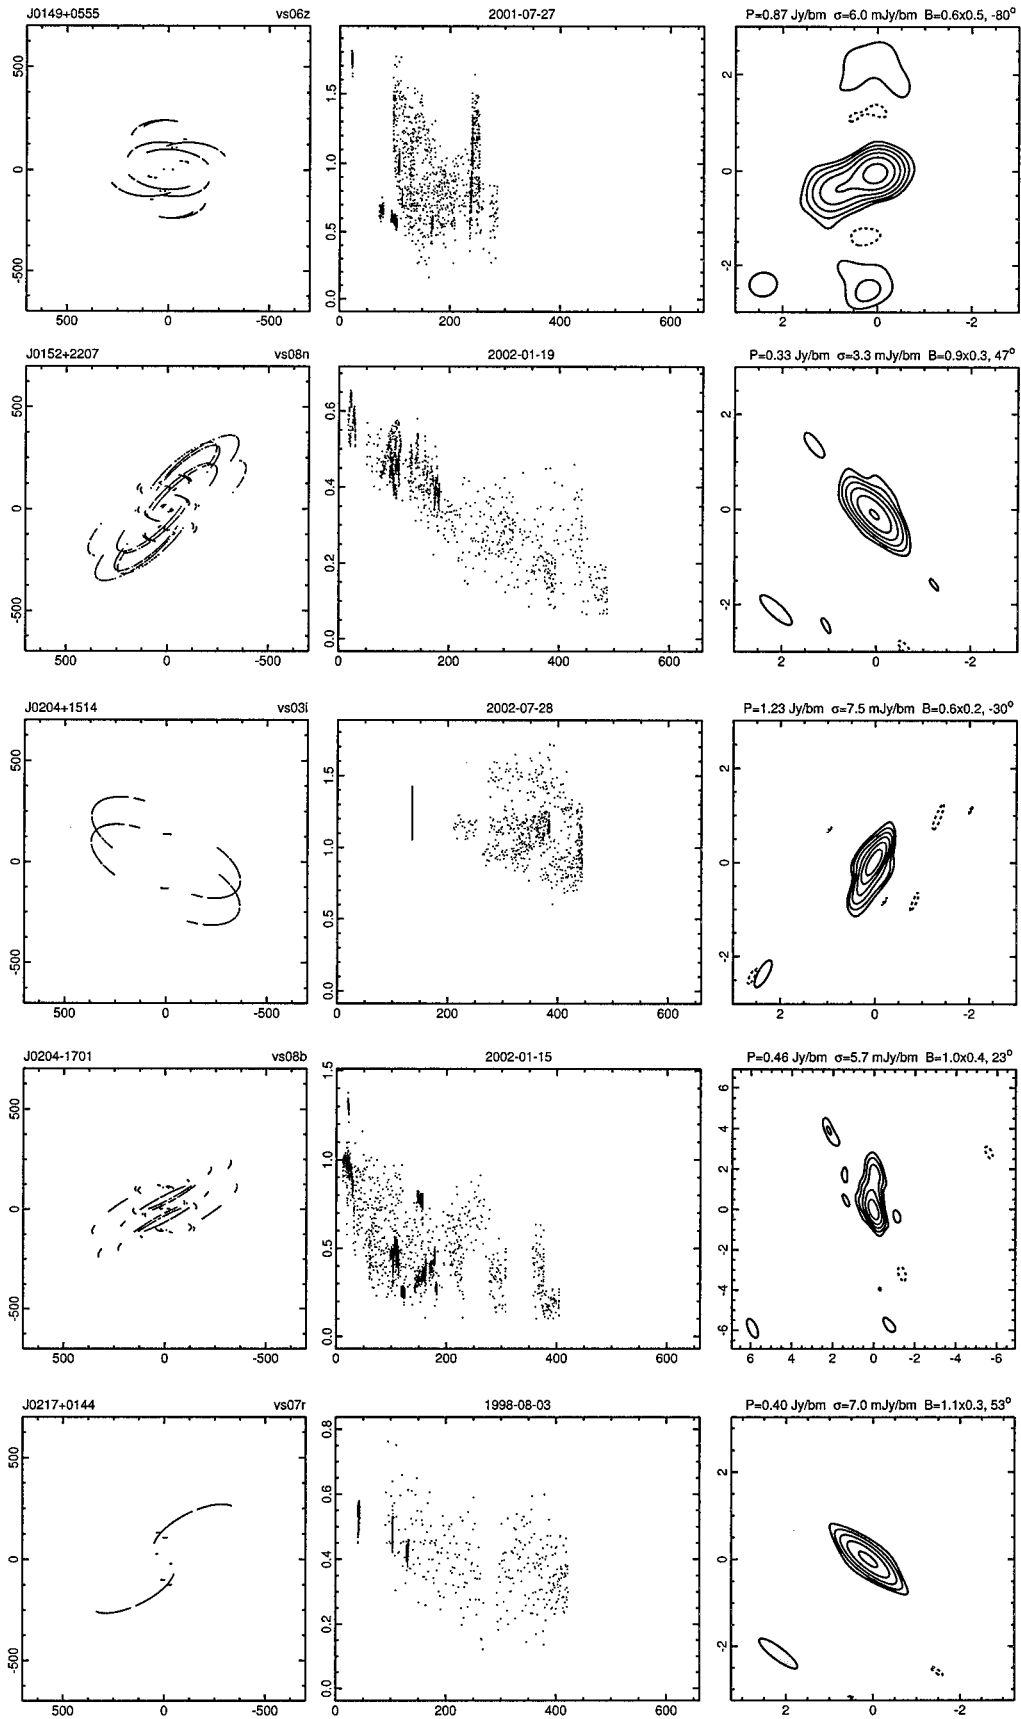 J0149+0555 vs06z 2001-07-27 P=0.87 Jy/bm σ=6.0 mJy/bm B=0.6x0.5, -80°
500
0
-500
500 0 -500
1.5
1.0
0.5
0.0
0 200 400 600
2
0
-2
2 0 -2
J0152+2207 vs08n 2002-01-19 P=0.33 Jy/bm σ=3.3 mJy/bm B=0.9x0.3, 47°
500
0
-500
500 0 -500
0.6
0.4
0.2
0.0
0 200 400 600
2
0
-2
2 0 -2
J0204+1514 vs03i 2002-07-28 P=1.23 Jy/bm σ=7.5 mJy/bm B=0.6x0.2, -30°
500
0
-500
500 0 -500
1.5
1.0
0.5
0.0
0 200 400 600
2
0
-2
2 0 -2
J0204-1701 vs08b 2002-01-15 P=0.46 Jy/bm σ=5.7 mJy/bm B=1.0x0.4, 23°
500
0
-500
500 0 -500
1.5
1.0
0.5
0.0
0 200 400 600
6
4
2
0
-2
-4
-6
6 4 2 0 -2 -4 -6
J0217+0144 vs07r 1998-08-03 P=0.40 Jy/bm σ=7.0 mJy/bm B=1.1x0.3, 53°
500
0
-500
500 0 -500
0.8
0.6
0.4
0.2
0.0
0 200 400 600
2
0
-2
2 0 -2